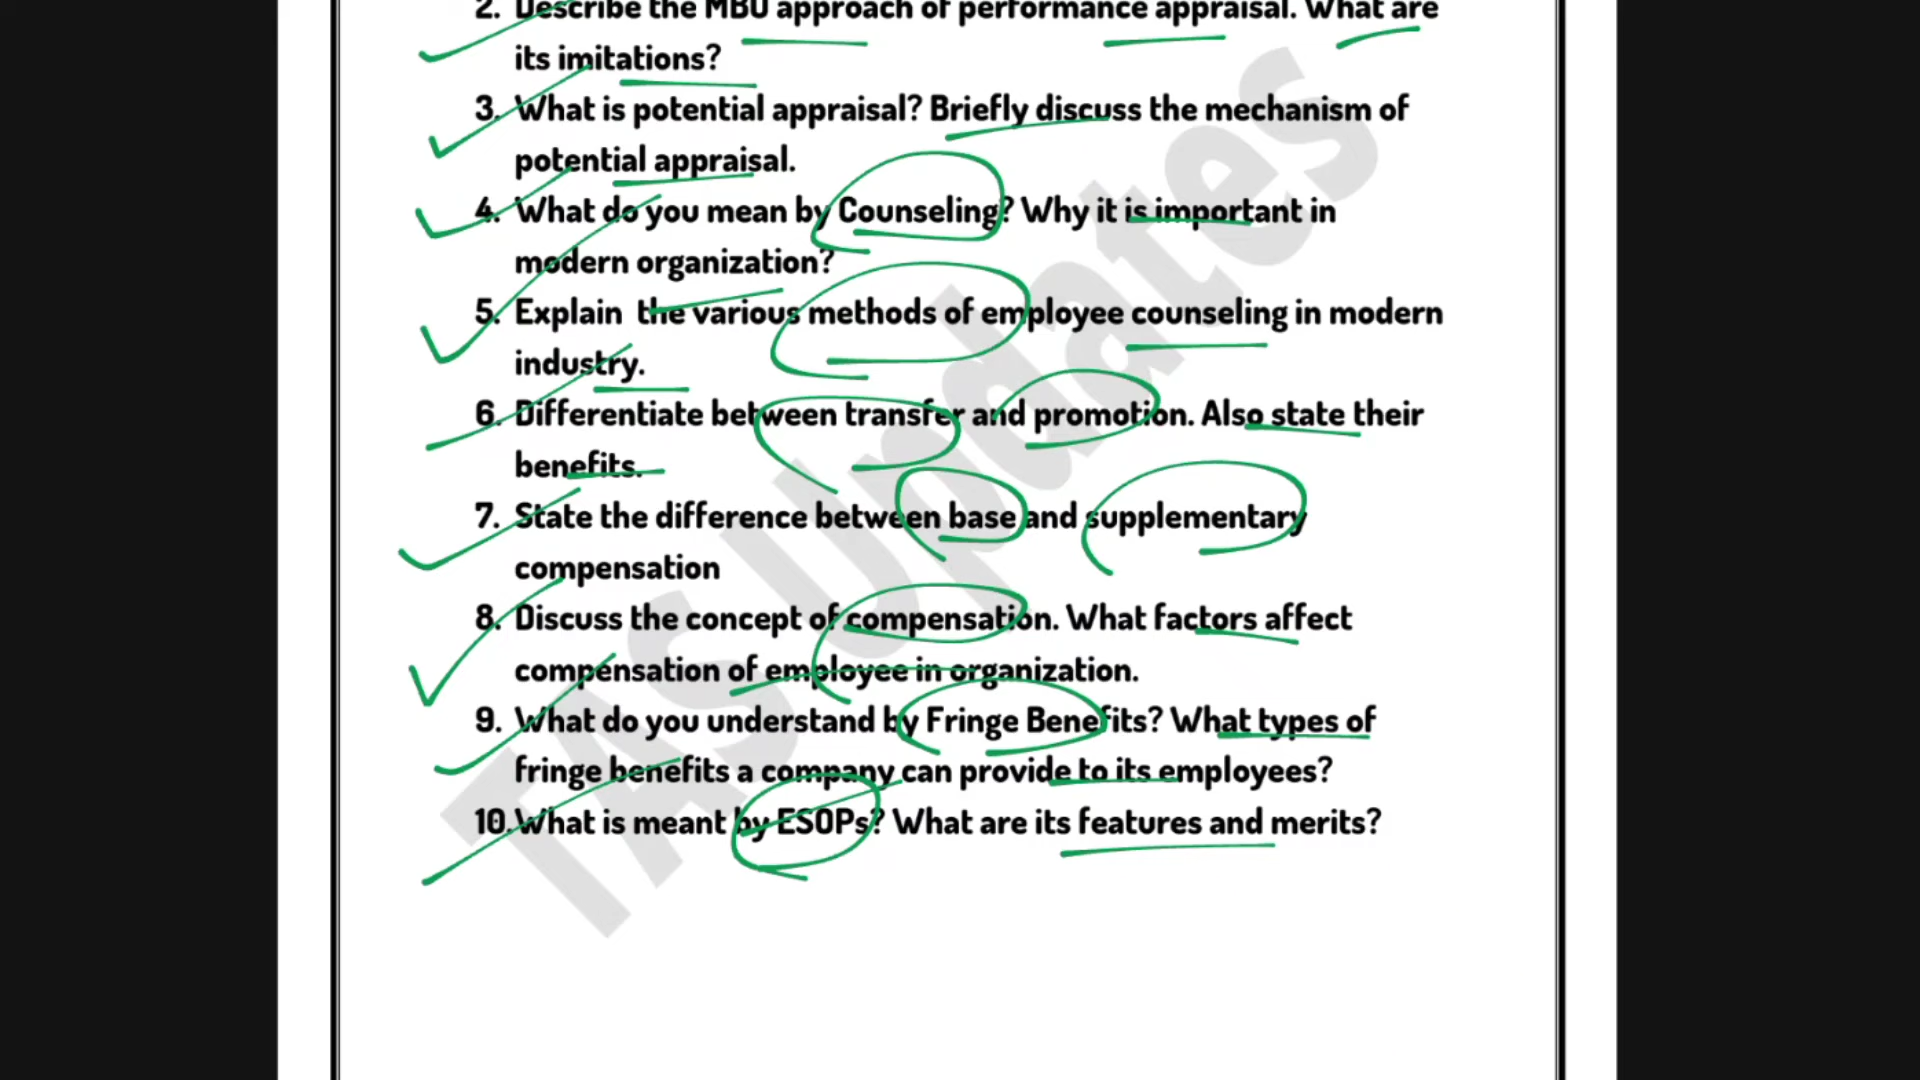 2. Describe the MBO approach of performance appraisal. What are
its imitations?
3. What is potential appraisal? Briefly discuss the mechanism of
potential appraisal.
4. What do you mean by Counseling? Why it is important in
modern organization?
5. Explain the various methods of employee counseling in modern
industry.
6. Differentiate between transfer and promotion. Also state their
benefits.
7. State the difference between base and supplementary
compensation
8. Discuss the concept of compensation. What factors affect
compensation of employee in organization.
9. What do you understand by Fringe Benefits? What types of
fringe benefits a company can provide to its employees?
10. What is meant by ESOPs? What are its features and merits?
TAS Updates